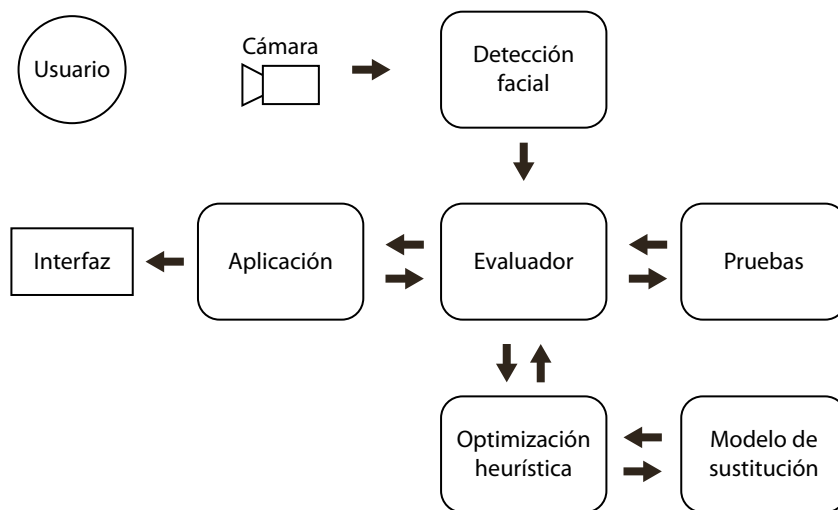 Usuario
Cámara
Detección
facial
Interfaz
Aplicación
Evaluador
Pruebas
Optimización
heurística
Modelo de
sustitución